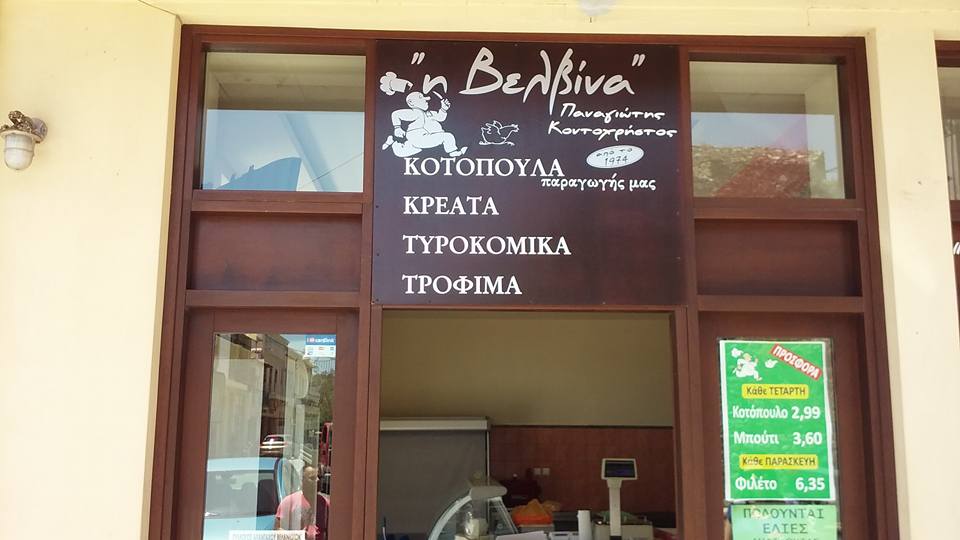 "η Βελβίνα"
Παναγιώτης
Κοντοχρήστος
από το
1974
ΚΟΤΟΠΟΥΛΑ
παραγωγής μας
ΚΡΕΑΤΑ
ΤΥΡΟΚΟΜΙΚΑ
ΤΡΟΦΙΜΑ
cardlink
ΠΡΟΣΦΟΡΑ
Κάθε ΤΕΤΑΡΤΗ
Κοτόπουλο 2,99
Μπούτι 3,60
Κάθε ΠΑΡΑΣΚΕΥΗ
Φιλέτο 6,35
ΠΩΛΟΥΝΤΑΙ
ΕΛΙΕΣ